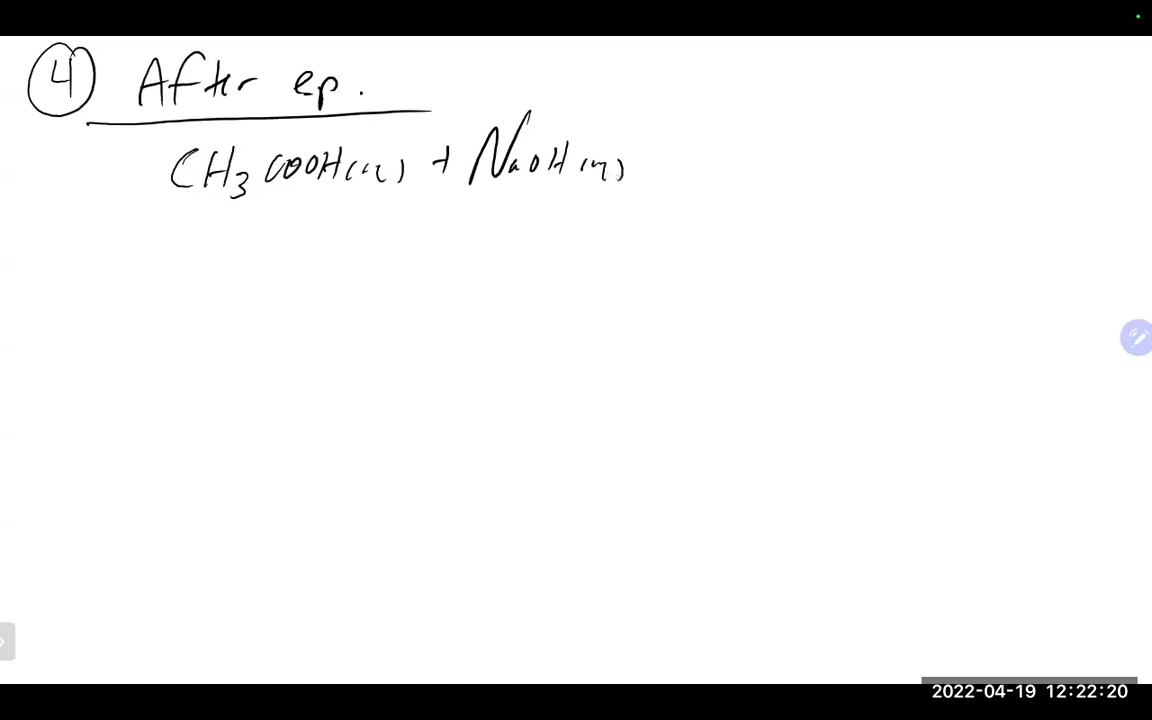 ④ After ep.
CH₃COOH(aq) + NaOH(aq)
2022-04-19 12:22:20